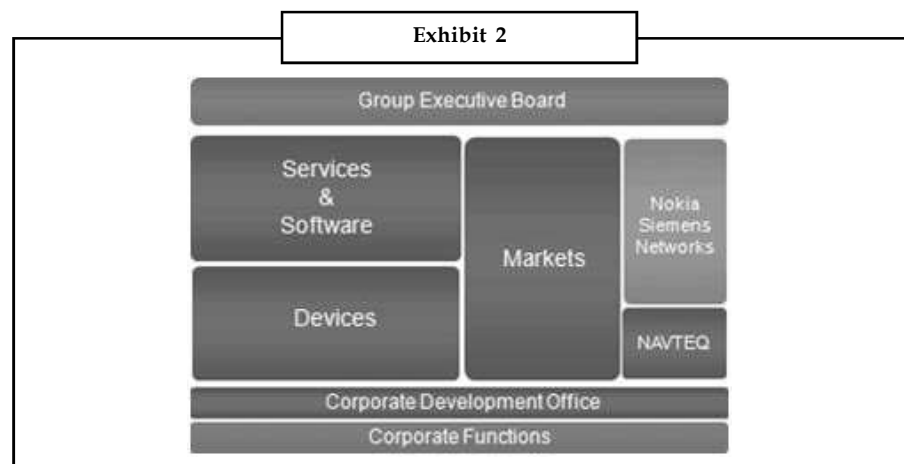 Exhibit 2
Group Executive Board
Services
&
Software
Devices
Markets
Nokia
Siemens
Networks
NAVTEQ
Corporate Development Office
Corporate Functions